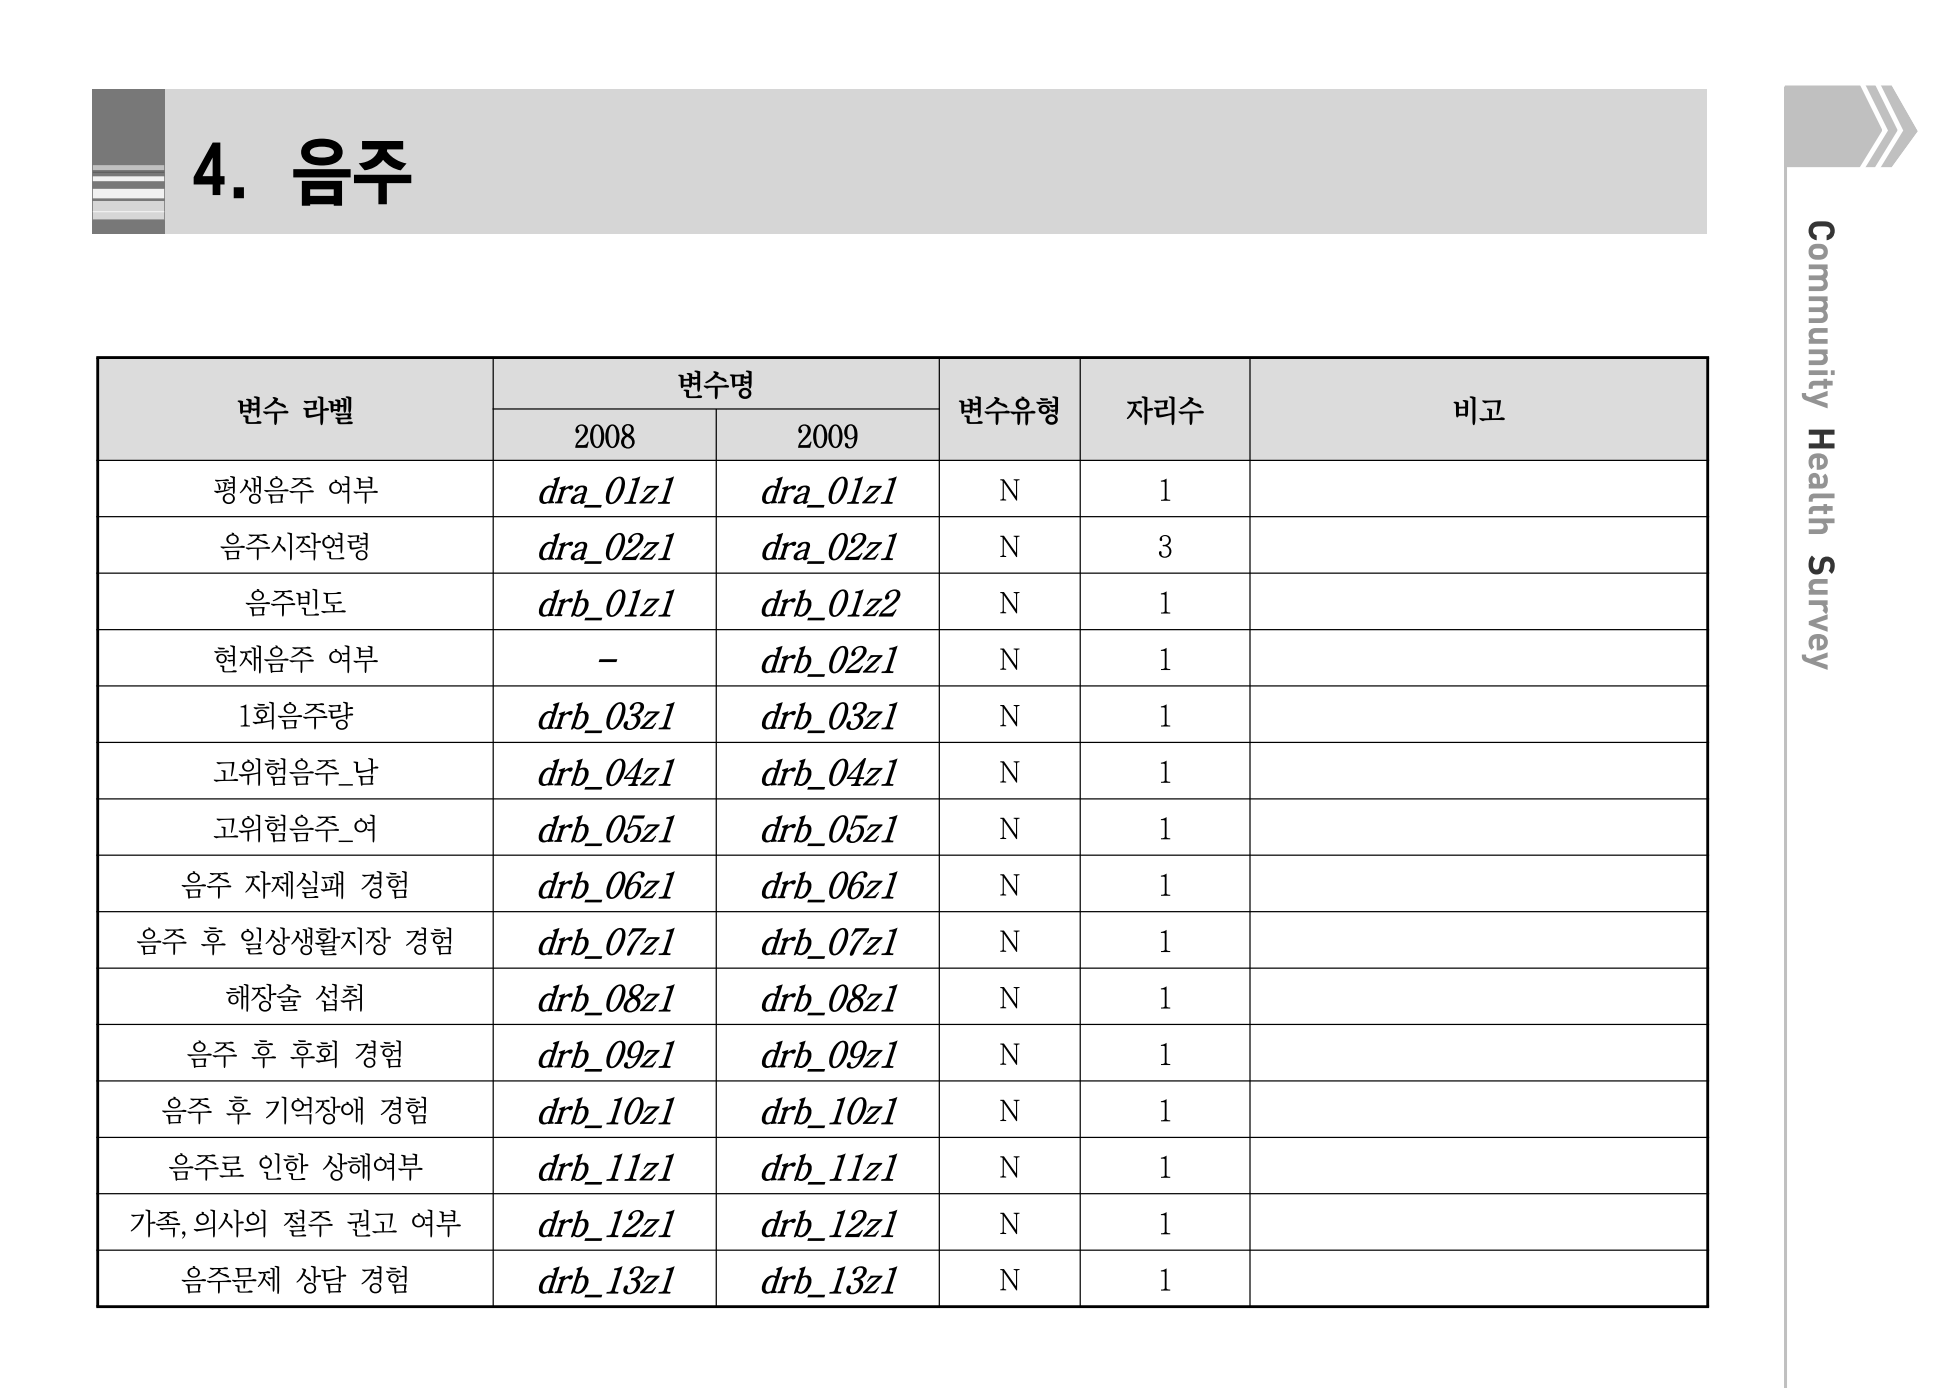 4. 음주
변수 라벨 변수명 변수유형 자리수 비고
2008 2009
평생음주 여부 dra_01z1 dra_01z1 N 1
음주시작연령 dra_02z1 dra_02z1 N 3
음주빈도 drb_01z1 drb_01z2 N 1
현재음주 여부 - drb_02z1 N 1
1회음주량 drb_03z1 drb_03z1 N 1
고위험음주_남 drb_04z1 drb_04z1 N 1
고위험음주_여 drb_05z1 drb_05z1 N 1
음주 자제실패 경험 drb_06z1 drb_06z1 N 1
음주 후 일상생활지장 경험 drb_07z1 drb_07z1 N 1
해장술 섭취 drb_08z1 drb_08z1 N 1
음주 후 후회 경험 drb_09z1 drb_09z1 N 1
음주 후 기억장애 경험 drb_10z1 drb_10z1 N 1
음주로 인한 상해여부 drb_11z1 drb_11z1 N 1
가족, 의사의 절주 권고 여부 drb_12z1 drb_12z1 N 1
음주문제 상담 경험 drb_13z1 drb_13z1 N 1
Community Health Survey